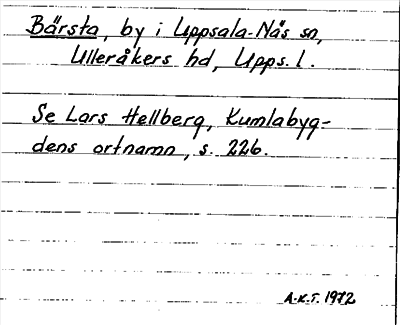 Bärsta, by i Uppsala-Näs sn,
Ulleråkers hd, Upps. l.
Se Lars Hellberg, Kumlabyg-
dens ortnamn, s. 226.
A-K.T. 1972